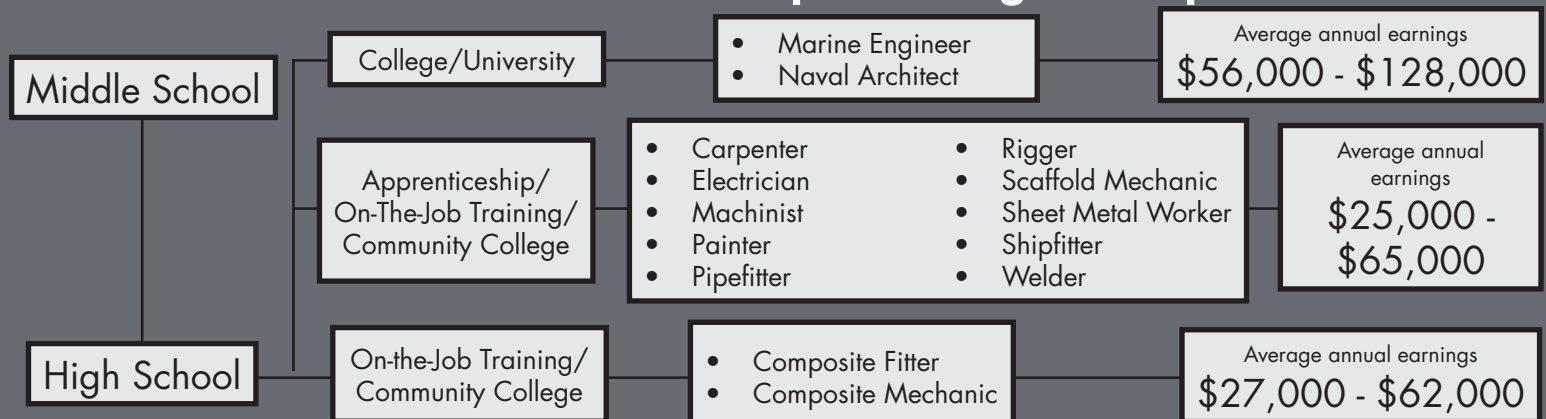 Middle School
College/University
• Marine Engineer
• Naval Architect
Average annual earnings
$56,000 - $128,000
Apprenticeship/
On-The-Job Training/
Community College
• Carpenter
• Electrician
• Machinist
• Painter
• Pipefitter
• Rigger
• Scaffold Mechanic
• Sheet Metal Worker
• Shipfitter
• Welder
Average annual
earnings
$25,000 -
$65,000
High School
On-the-Job Training/
Community College
• Composite Fitter
• Composite Mechanic
Average annual earnings
$27,000 - $62,000